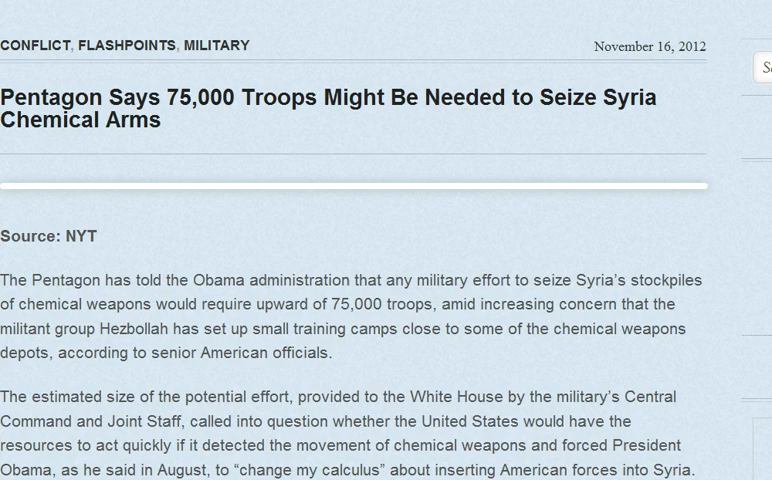 CONFLICT, FLASHPOINTS, MILITARY
November 16, 2012
Pentagon Says 75,000 Troops Might Be Needed to Seize Syria
Chemical Arms
Source: NYT
The Pentagon has told the Obama administration that any military effort to seize Syria’s stockpiles
of chemical weapons would require upward of 75,000 troops, amid increasing concern that the
militant group Hezbollah has set up small training camps close to some of the chemical weapons
depots, according to senior American officials.
The estimated size of the potential effort, provided to the White House by the military’s Central
Command and Joint Staff, called into question whether the United States would have the
resources to act quickly if it detected the movement of chemical weapons and forced President
Obama, as he said in August, to “change my calculus” about inserting American forces into Syria.